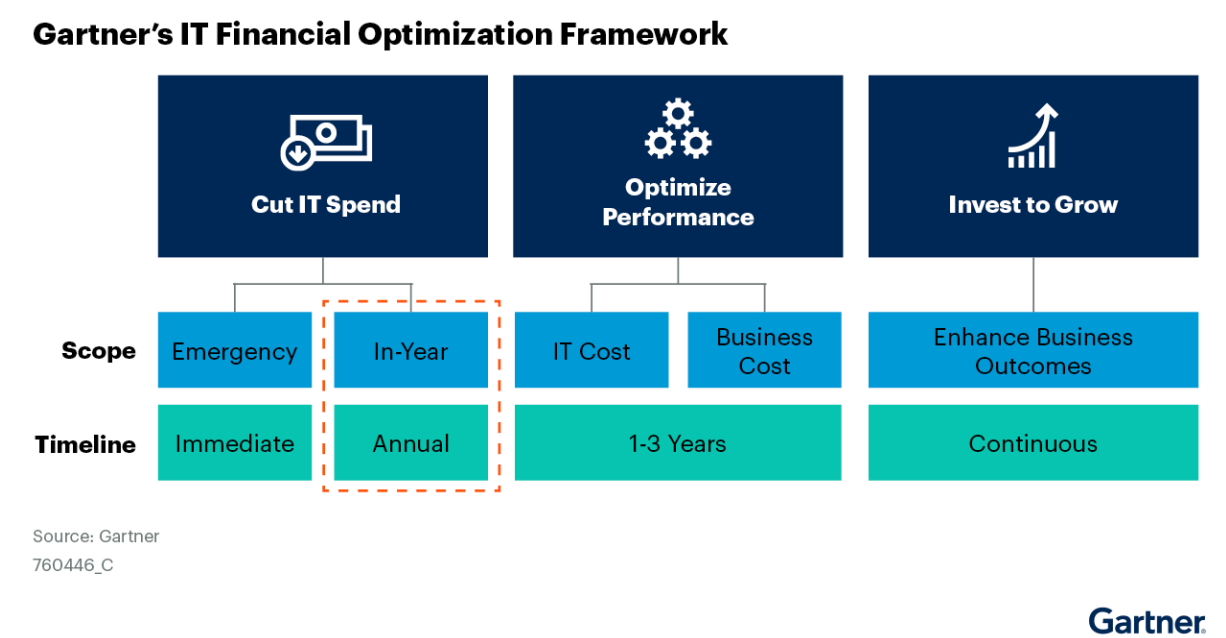 Gartner's IT Financial Optimization Framework
Cut IT Spend
Optimize
Performance
Invest to Grow
Scope
Emergency
In-Year
IT Cost
Business
Cost
Enhance Business
Outcomes
Timeline
Immediate
Annual
1-3 Years
Continuous
Source: Gartner
760446_C
Gartner